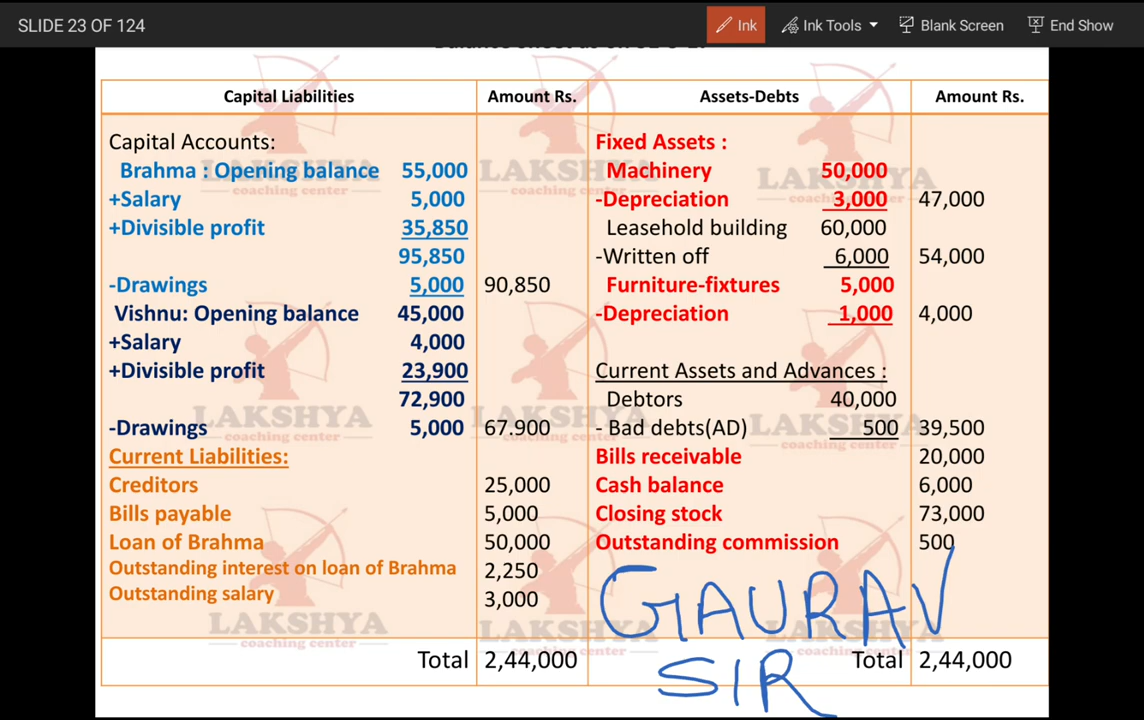 SLIDE 23 OF 124
Ink
Ink Tools
Blank Screen
End Show
Capital Liabilities Amount Rs. Assets-Debts Amount Rs.
Capital Accounts: Fixed Assets :
Brahma : Opening balance 55,000 Machinery 50,000
+Salary 5,000 -Depreciation 3,000 47,000
+Divisible profit 35,850 Leasehold building 60,000
95,850 -Written off 6,000 54,000
-Drawings 5,000 90,850 Furniture-fixtures 5,000
Vishnu: Opening balance 45,000 -Depreciation 1,000 4,000
+Salary 4,000
+Divisible profit 23,900 Current Assets and Advances :
72,900 Debtors 40,000
-Drawings 5,000 67.900 - Bad debts(AD) 500 39,500
Current Liabilities: Bills receivable 20,000
Creditors 25,000 Cash balance 6,000
Bills payable 5,000 Closing stock 73,000
Loan of Brahma 50,000 Outstanding commission 500
Outstanding interest on loan of Brahma 2,250
Outstanding salary 3,000
GAURAV
SIR
Total 2,44,000 Total 2,44,000
LAKSHYA
coaching center